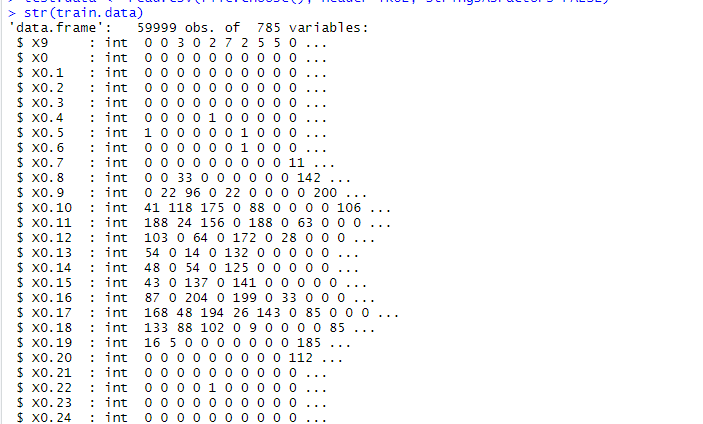 > str(train.data)
'data.frame':   59999 obs. of  785 variables:
 $ X9     : int  0 0 3 0 2 7 2 5 5 0 ...
 $ X0     : int  0 0 0 0 0 0 0 0 0 0 ...
 $ X0.1   : int  0 0 0 0 0 0 0 0 0 0 ...
 $ X0.2   : int  0 0 0 0 0 0 0 0 0 0 ...
 $ X0.3   : int  0 0 0 0 0 0 0 0 0 0 ...
 $ X0.4   : int  0 0 0 0 1 0 0 0 0 0 ...
 $ X0.5   : int  1 0 0 0 0 0 1 0 0 0 ...
 $ X0.6   : int  0 0 0 0 0 0 1 0 0 0 ...
 $ X0.7   : int  0 0 0 0 0 0 0 0 0 11 ...
 $ X0.8   : int  0 0 33 0 0 0 0 0 0 142 ...
 $ X0.9   : int  0 22 96 0 22 0 0 0 0 200 ...
 $ X0.10  : int  41 118 175 0 88 0 0 0 0 106 ...
 $ X0.11  : int  188 24 156 0 188 0 63 0 0 0 ...
 $ X0.12  : int  103 0 64 0 172 0 28 0 0 0 ...
 $ X0.13  : int  54 0 14 0 132 0 0 0 0 0 ...
 $ X0.14  : int  48 0 54 0 125 0 0 0 0 0 ...
 $ X0.15  : int  43 0 137 0 141 0 0 0 0 0 ...
 $ X0.16  : int  87 0 204 0 199 0 33 0 0 0 ...
 $ X0.17  : int  168 48 194 26 143 0 85 0 0 0 ...
 $ X0.18  : int  133 88 102 0 9 0 0 0 0 85 ...
 $ X0.19  : int  16 5 0 0 0 0 0 0 0 185 ...
 $ X0.20  : int  0 0 0 0 0 0 0 0 0 112 ...
 $ X0.21  : int  0 0 0 0 0 0 0 0 0 0 ...
 $ X0.22  : int  0 0 0 0 1 0 0 0 0 0 ...
 $ X0.23  : int  0 0 0 0 0 0 0 0 0 0 ...
 $ X0.24  : int  0 0 0 0 0 0 0 0 0 0 ...